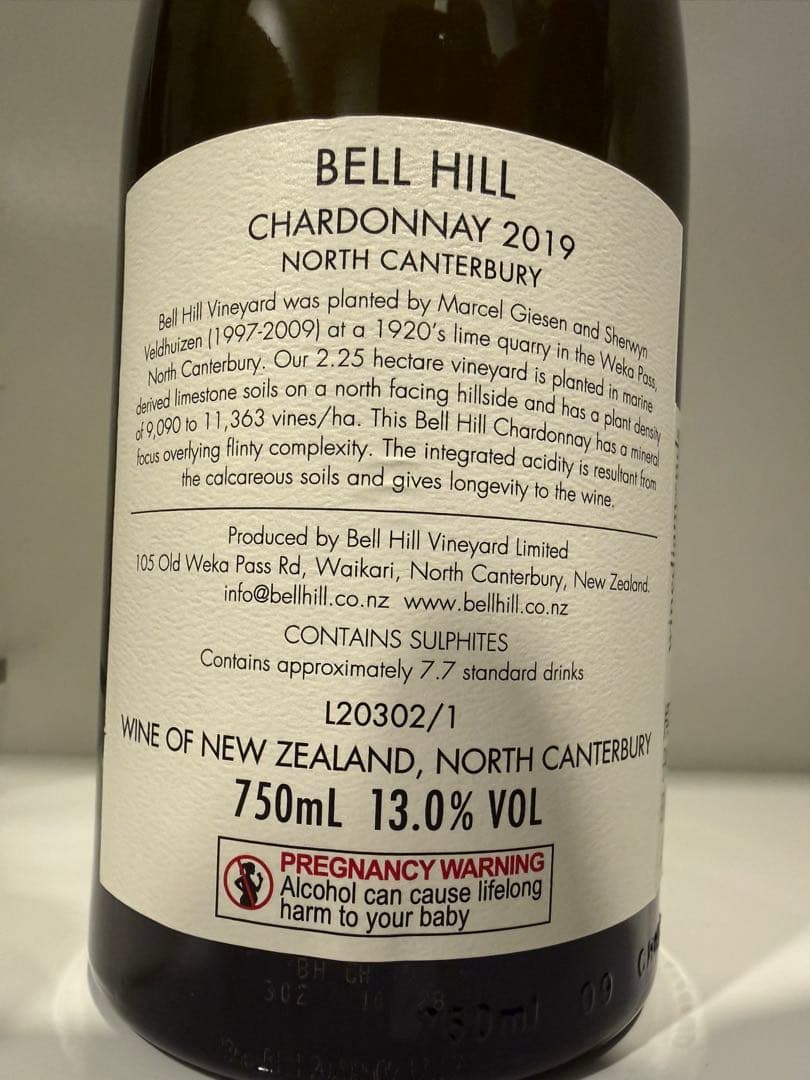 BELL HILL
CHARDONNAY 2019
NORTH CANTERBURY
Bell Hill Vineyard was planted by Marcel Giesen and Sherwyn
Veldhuizen (1997-2009) at a 1920's lime quarry in the Weka Pass,
North Canterbury. Our 2.25 hectare vineyard is planted in marine
derived limestone soils on a north facing hillside and has a plant density
of 9,090 to 11,363 vines/ha. This Bell Hill Chardonnay has a mineral
focus overlying flinty complexity. The integrated acidity is resultant from
the calcareous soils and gives longevity to the wine.
Produced by Bell Hill Vineyard Limited
105 Old Weka Pass Rd, Waikari, North Canterbury, New Zealand.
info@bellhill.co.nz www.bellhill.co.nz
CONTAINS SULPHITES
Contains approximately 7.7 standard drinks
L20302/1
WINE OF NEW ZEALAND, NORTH CANTERBURY
750mL 13.0% VOL
PREGNANCY WARNING
Alcohol can cause lifelong
harm to your baby
BH CH
302
750ml 09